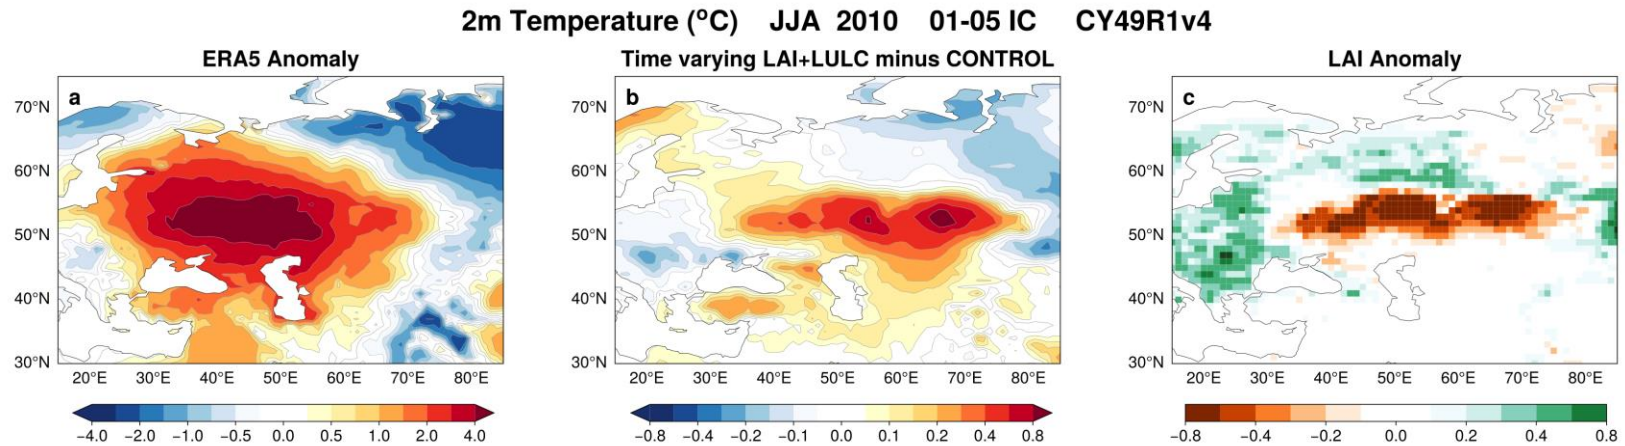 2m Temperature (°C) JJA 2010 01-05 IC CY49R1v4
ERA5 Anomaly
Time varying LAI+LULC minus CONTROL
LAI Anomaly
a
b
c
70°N
60°N
50°N
40°N
30°N
20°E 30°E 40°E 50°E 60°E 70°E 80°E
70°N
60°N
50°N
40°N
30°N
20°E 30°E 40°E 50°E 60°E 70°E 80°E
70°N
60°N
50°N
40°N
30°N
20°E 30°E 40°E 50°E 60°E 70°E 80°E
−4.0 −2.0 −1.0 −0.5 0.0 0.5 1.0 2.0 4.0
−0.8 −0.4 −0.2 −0.1 0.0 0.1 0.2 0.4 0.8
−0.8 −0.4 −0.2 0.0 0.2 0.4 0.8